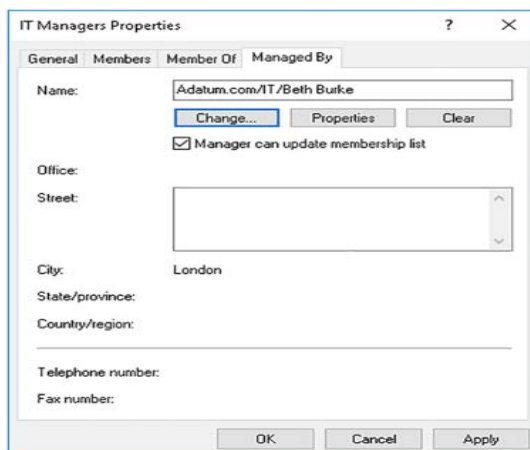 IT Managers Properties ? ×
General Members Member Of Managed By
Name: Adatum.com/IT/Beth Burke
Change... Properties Clear
Manager can update membership list
Office:
Street:
City: London
State/province:
Country/region:
Telephone number:
Fax number:
OK Cancel Apply